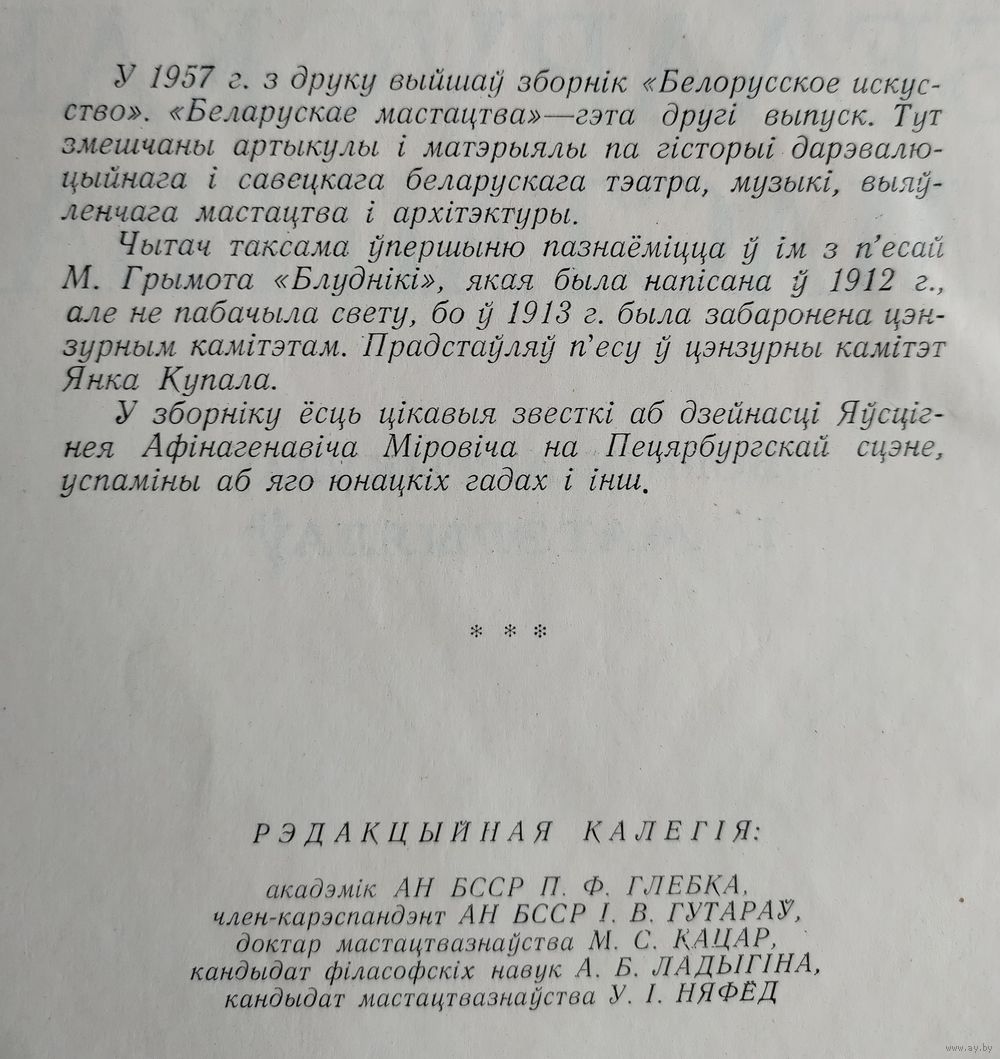 У 1957 г. з друку выйшаў зборнік «Белорусское искус-
ство». «Беларускае мастацтва»—гэта другі выпуск. Тут
змешчаны артыкулы і матэрыялы па гісторыі дарэвалю-
цыйнага і савецкага беларускага тэатра, музыкі, выяў-
ленчага мастацтва і архітэктуры.
Чытач таксама ўпершыню пазнаёміцца ў ім з п'есай
М. Грымота «Блуднікі», якая была напісана ў 1912 г.,
але не пабачыла свету, бо ў 1913 г. была забаронена цэн-
зурным камітэтам. Прадстаўляў п'есу ў цэнзурны камітэт
Янка Купала.
У зборніку ёсць цікавыя звесткі аб дзейнасці Яўсціг-
нея Афінагенавіча Міровіча на Пецярбургскай сцэне,
успаміны аб яго юнацкіх гадах і інш.
* * *
РЭДАКЦЫЙНАЯ КАЛЕГІЯ:
акадэмік АН БССР П. Ф. ГЛЕБКА,
член-карэспандэнт АН БССР І. В. ГУТАРАЎ,
доктар мастацтвазнаўства М. С. КАЦАР,
кандыдат філасофскіх навук А. Б. ЛАДЫГІНА,
кандыдат мастацтвазнаўства У. І. НЯФЁД
www.ay.by